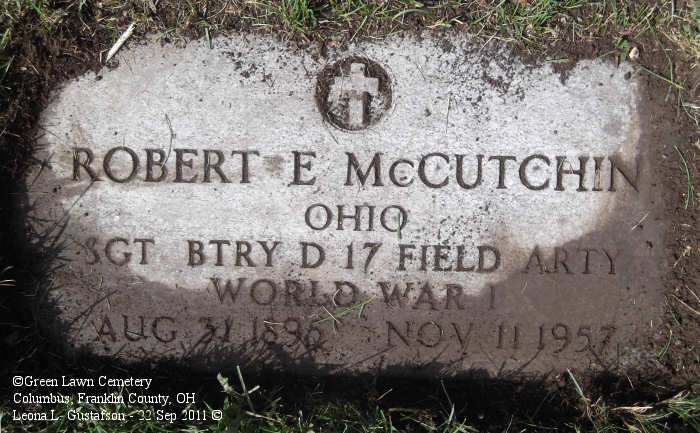 ROBERT E McCUTCHIN
OHIO
SGT BTRY D 17 FIELD ARTY
WORLD WAR I
AUG 31 1896 NOV 11 1957
©Green Lawn Cemetery
Columbus, Franklin County, OH
Leona L. Gustafson - 22 Sep 2011 ©